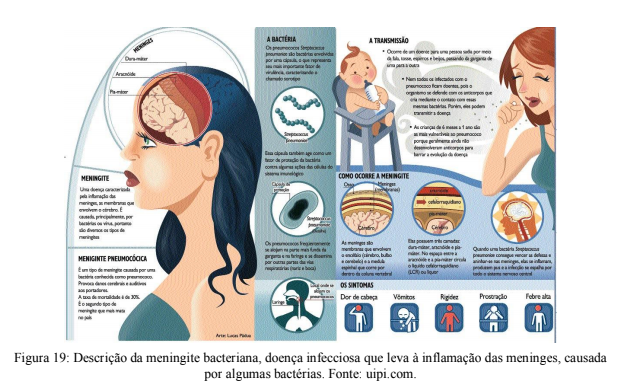 MENINGES
Dura-máter
Aracnóide
Pia-máter
MENINGITE
Uma doença caracterizada
pela inflamação das
meninges, as membranas que
envolvem o cérebro. É
causada, principalmente, por
bactérias ou vírus, portanto
são diversos os tipos de
meningites
MENIGINTE PNEUMOCÓCICA
É um tipo de meningite causada por uma
bactéria conhecida como pneumococo.
Provoca danos cerebrais e auditivos
aos portadores.
A taxa de mortalidade é de 30%.
É o segundo tipo da
meningite que mais mata
no país
Arte: Lucas Pádua
A BACTÉRIA
Os pneumococos Streptococcus
pneumoniae são bactérias envolvidas
por uma cápsula, o que representa
seu mais importante fator de
virulência, caracterizando o
chamado sorotipo
Streptococcus
pneumoniae
Essa cápsula também age como um
fator de proteção da bactéria
contra algumas ações das células do
sistema imunológico
Cápsula de
proteção
Streptococcus
pneumoniae
Os pneumococos frequentemente
se alojam na parte mais funda da
garganta e na faringe e se disseminam
por outras partes das vias
respiratórias (nariz e boca)
Local onde se
alojam os
pneumococos
Laringe
A TRANSMISSÃO
• Ocorre de um doente para uma pessoa sadia por meio
da fala, tosse, espirros e beijos, passando da garganta de
uma para a outra
• Nem todos os infectados com o
pneumococo ficam doentes, pois o
organismo se defende com os anticorpos que
cria mediante o contato com essas
mesmas bactérias. Porém, eles podem
transmitir a doença
• As crianças de 6 meses a 1 ano são
as mais vulneráveis ao pneumococo
porque geralmente ainda não
desenvolveram anticorpos para
barrar a evolução da doença
COMO OCORRE A MENINGITE
Osso
Meninges
(membranas)
Cérebro
As meninges são
membranas que envolvem
o encéfalo (cérebro, bulbo
e cerebelo) e a medula
espinhal que corre por
dentro da coluna vertebral
cefalorraquidiano
pia-máter
Cérebro
Elas possuem três camadas:
dura-máter, aracnóide e pia-
máter. No espaço entre a
aracnóide e a pia-máter circula
o líquido cefalorraquidiano
(LCR) ou líquor
Quando uma bactéria Streptococcus
pneumoniae consegue vencer as defesas e
aninhar-se nas meninges, elas se inflamam,
produzem pus e a infecção se espalha por
todo o sistema nervoso central
OS SINTOMAS
Dor de cabeça
Vômitos
Rigidez
Prostração
Febre alta
Figura 19: Descrição da meningite bacteriana, doença infecciosa que leva à inflamação das meninges, causada
por algumas bactérias. Fonte: uipi.com.